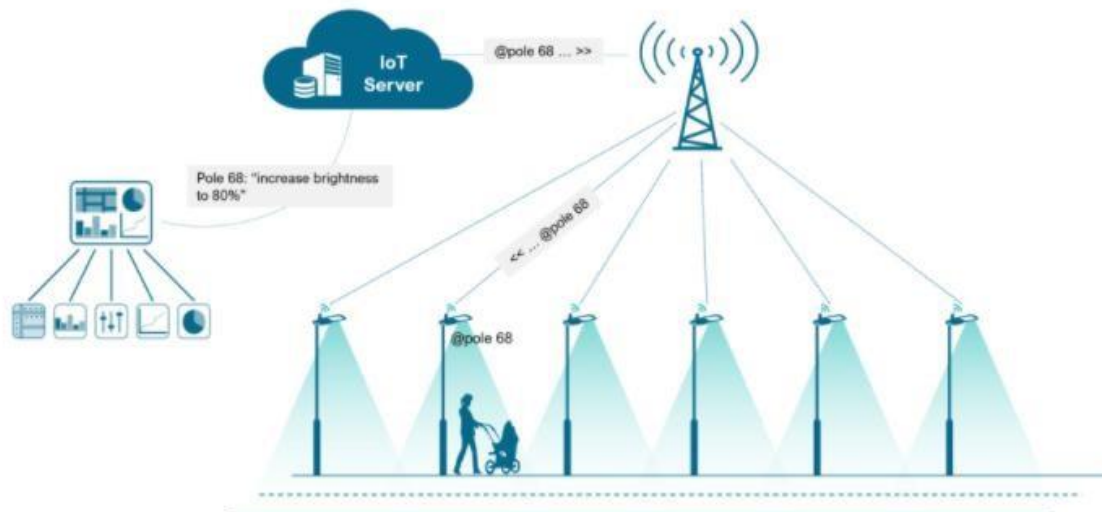 IoT
Server
@pole 68 ... >>
Pole 68: "increase brightness
to 80%"
<< ... @pole 68
@pole 68